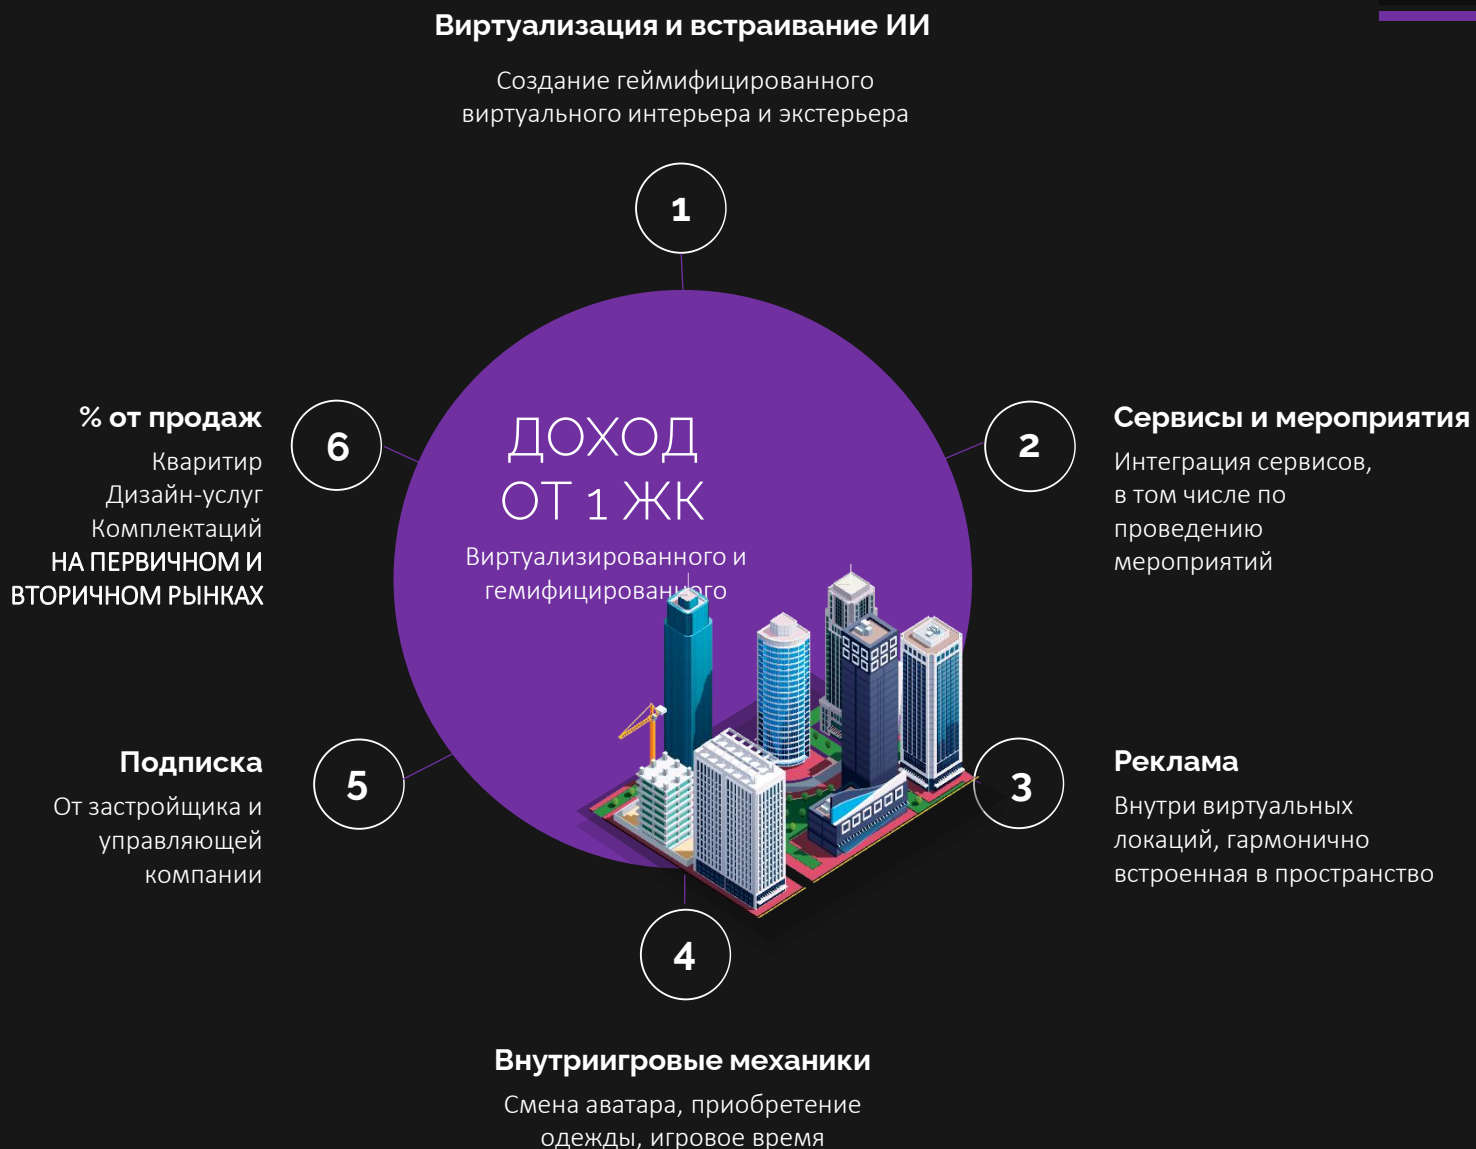 Виртуализация и встраивание ИИ
Создание геймифицированного
виртуального интерьера и экстерьера
1
ДОХОД
ОТ 1 ЖК
Виртуализированного и
гемифицированного
2
Сервисы и мероприятия
Интеграция сервисов,
в том числе по
проведению
мероприятий
3
Реклама
Внутри виртуальных
локаций, гармонично
встроенная в пространство
4
Внутриигровые механики
Смена аватара, приобретение
одежды, игровое время
5
Подписка
От застройщика и
управляющей
компании
6
% от продаж
Кваритир
Дизайн-услуг
Комплектаций
НА ПЕРВИЧНОМ И
ВТОРИЧНОМ РЫНКАХ